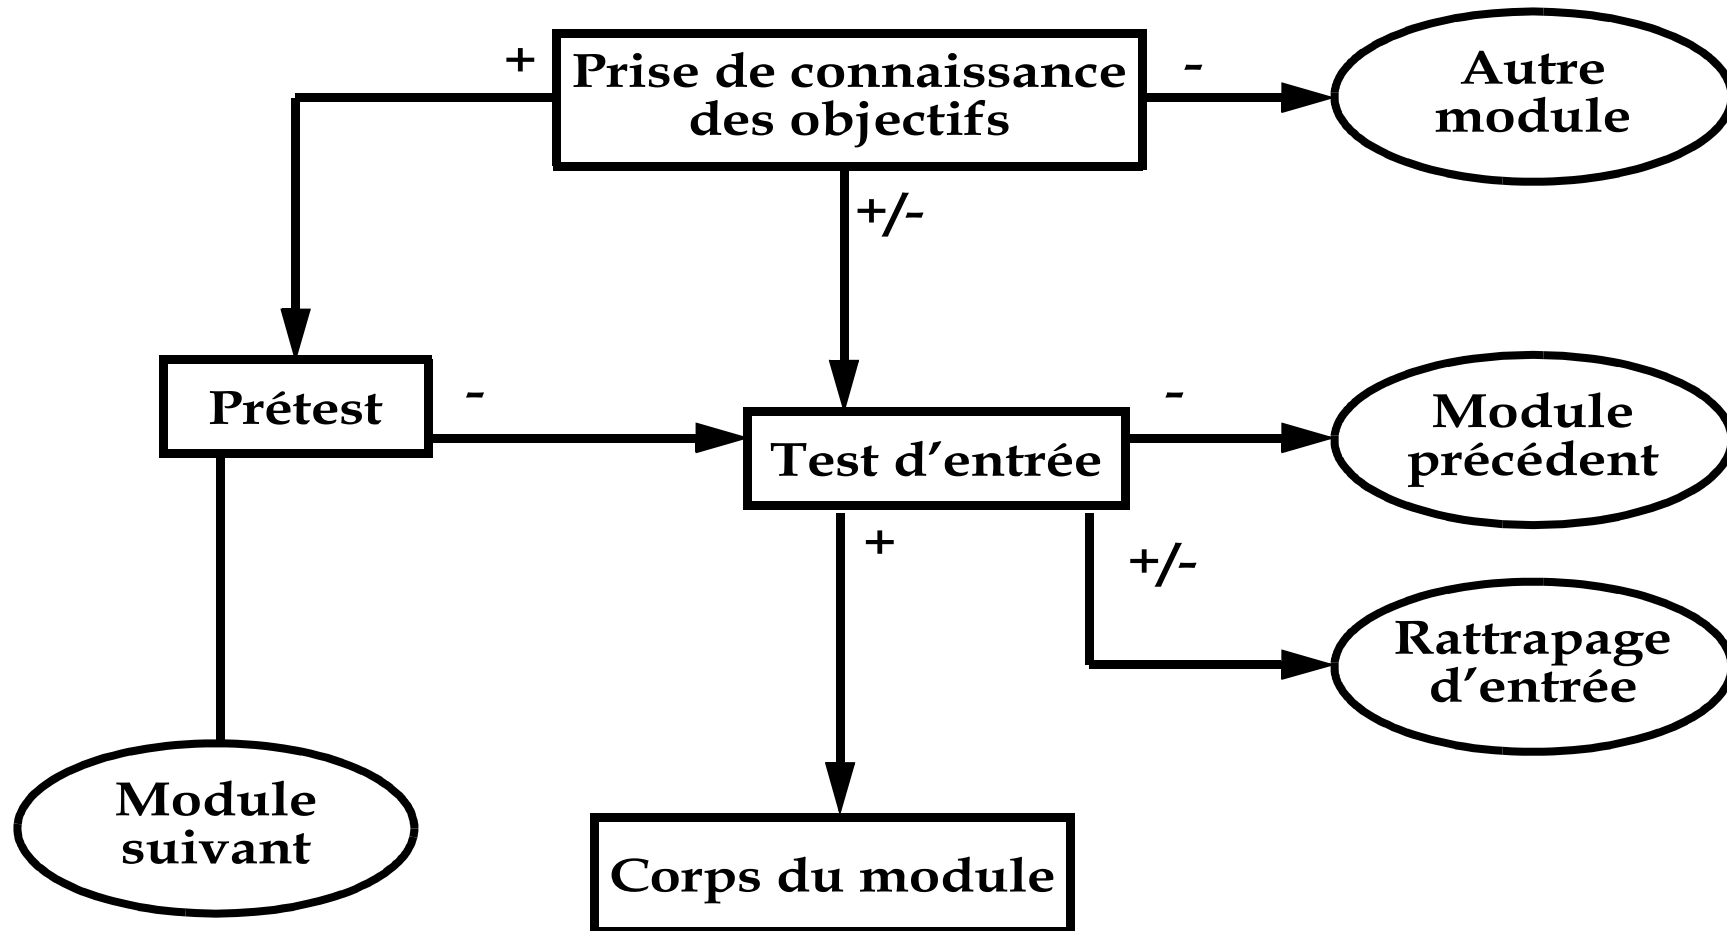 +
Prise de connaissance
des objectifs
-
Autre
module
+/-
Prétest
-
Test d’entrée
-
Module
précédent
+
+/-
Rattrapage
d’entrée
Module
suivant
Corps du module